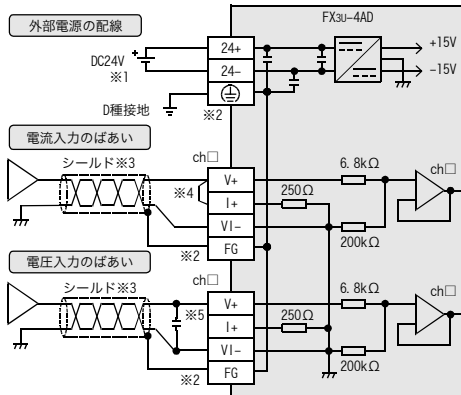 外部電源の配線
FX3U-4AD
DC24V
※1
24+
24-
+15V
-15V
D種接地
※2
電流入力のばあい
シールド※3
ch□
※4
V+
I+
VI-
FG
※2
6.8kΩ
250Ω
200kΩ
ch□
電圧入力のばあい
シールド※3
ch□
※5
V+
I+
VI-
FG
※2
6.8kΩ
250Ω
200kΩ
ch□